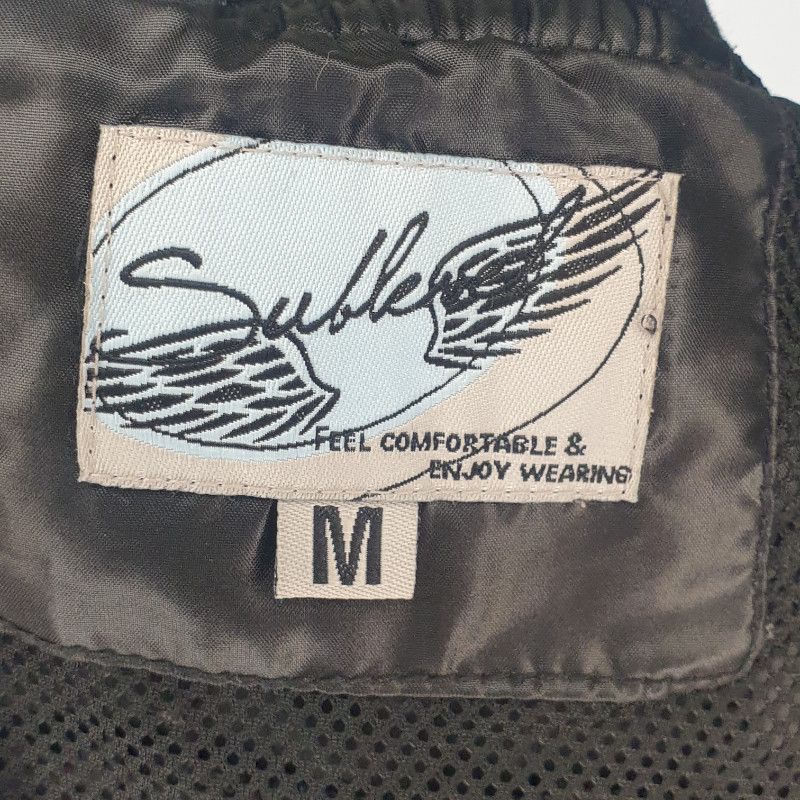 Sublevel
FEEL COMFORTABLE &
ENJOY WEARING
M